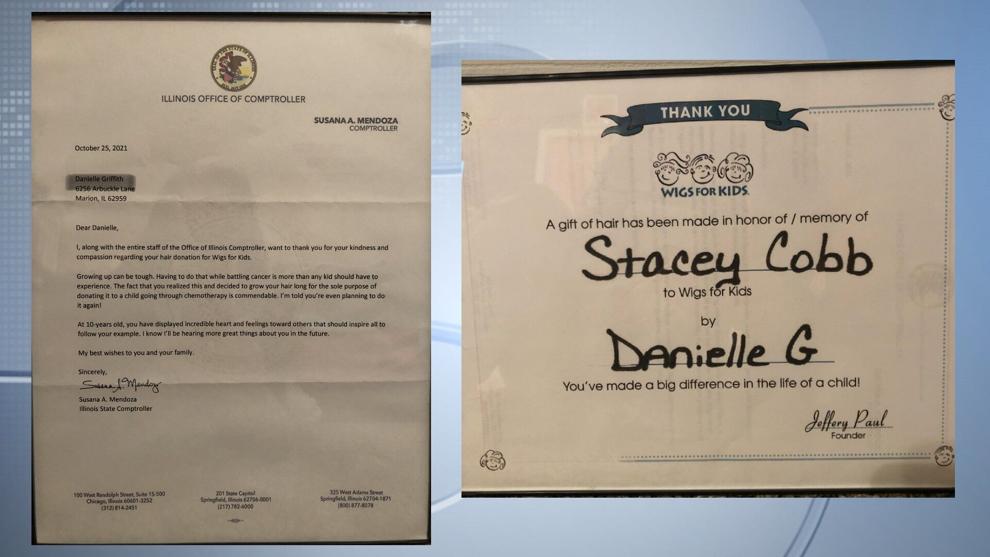 ILLINOIS OFFICE OF COMPTROLLER
SUSANA A. MENDOZA
COMPTROLLER
October 25, 2021
Danielle Griffith
6256 Arbuckle Lane
Marion, IL 62959
Dear Danielle,
I, along with the entire staff of the Office of Illinois Comptroller, want to thank you for your kindness and
compassion regarding your hair donation for Wigs for Kids.
Growing up can be tough. Having to do that while battling cancer is more than any kid should have to
experience. The fact that you realized this and decided to grow your hair long for the sole purpose of
donating it to a child going through chemotherapy is commendable. I'm told you're even planning to do
it again!
At 10-years old, you have displayed incredible heart and feelings toward others that should inspire all to
follow your example. I know I'll be hearing more great things about you in the future.
My best wishes to you and your family.
Sincerely,
Susana A. Mendoza
Susana A. Mendoza
Illinois State Comptroller
100 West Randolph Street, Suite 15-500
Chicago, Illinois 60601-3252
(312) 814-2451
201 State Capitol
Springfield, Illinois 62706-0001
(217) 782-6000
325 West Adams Street
Springfield, Illinois 62704-1871
(800) 877-8078
THANK YOU
WIGS FOR KIDS
A gift of hair has been made in honor of / memory of
Stacey Cobb
to Wigs for Kids
by
Danielle G
You've made a big difference in the life of a child!
Jeffery Paul
Founder